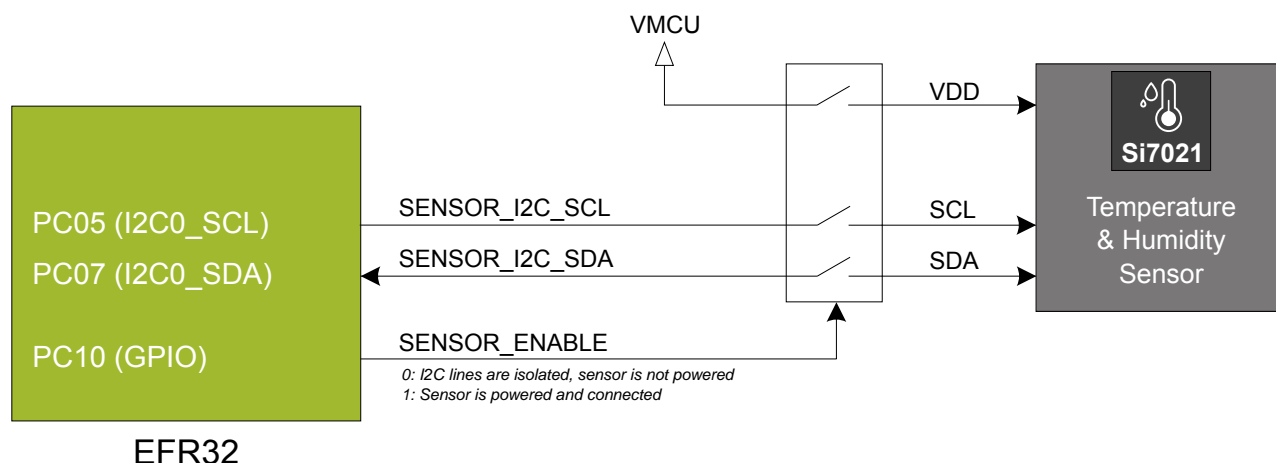 VMCU
VDD
Si7021
PC05 (I2C0_SCL)
SENSOR_I2C_SCL
SCL
Temperature
& Humidity
Sensor
PC07 (I2C0_SDA)
SENSOR_I2C_SDA
SDA
PC10 (GPIO)
SENSOR_ENABLE
0: I2C lines are isolated, sensor is not powered
1: Sensor is powered and connected
EFR32